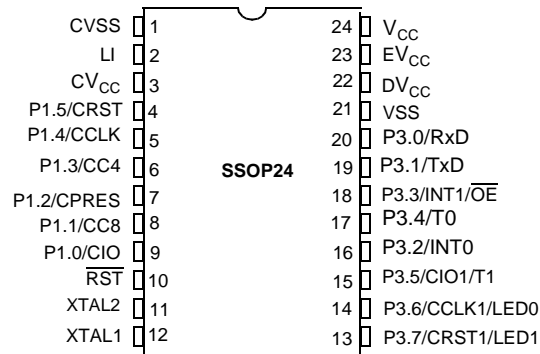 CVSS 1 24 VCC
LI 2 23 EVCC
CVCC 3 22 DVCC
P1.5/CRST 4 21 VSS
P1.4/CCLK 5 20 P3.0/RxD
P1.3/CC4 6 SSOP24 19 P3.1/TxD
P1.2/CPRES 7 18 P3.3/INT1/OE
P1.1/CC8 8 17 P3.4/T0
P1.0/CIO 9 16 P3.2/INT0
RST 10 15 P3.5/CIO1/T1
XTAL2 11 14 P3.6/CCLK1/LED0
XTAL1 12 13 P3.7/CRST1/LED1